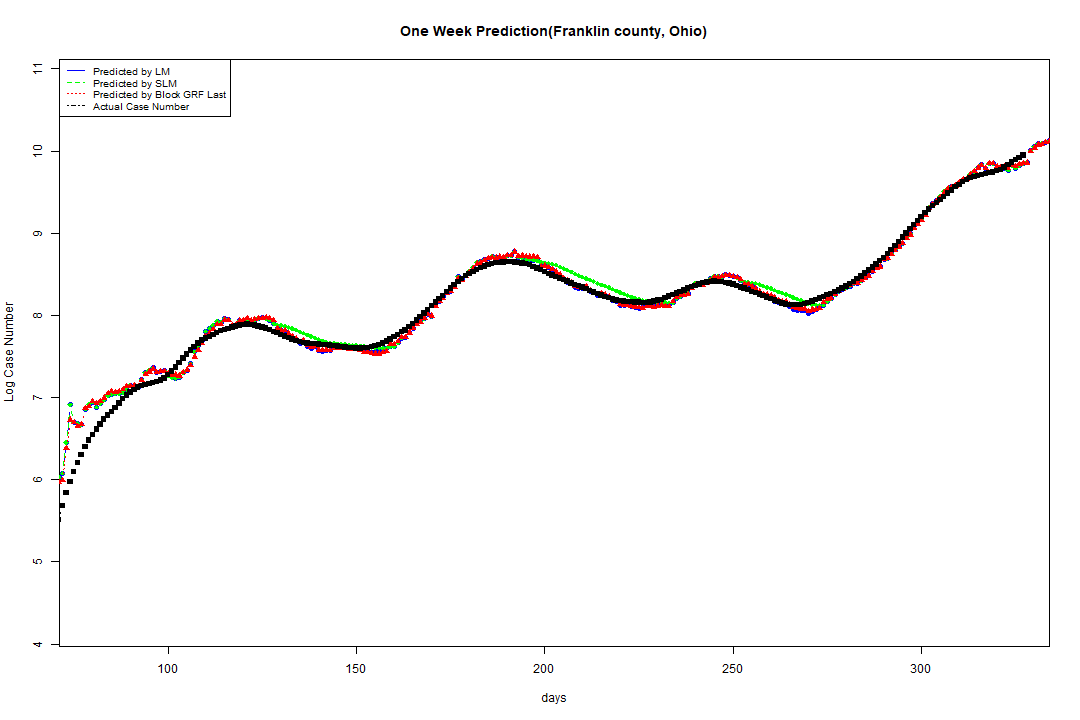 One Week Prediction(Franklin county, Ohio)
Predicted by LM
Predicted by SLM
Predicted by Block GRF Last
Actual Case Number
Log Case Number
11
10
9
8
7
6
5
4
100 150 200 250 300
days